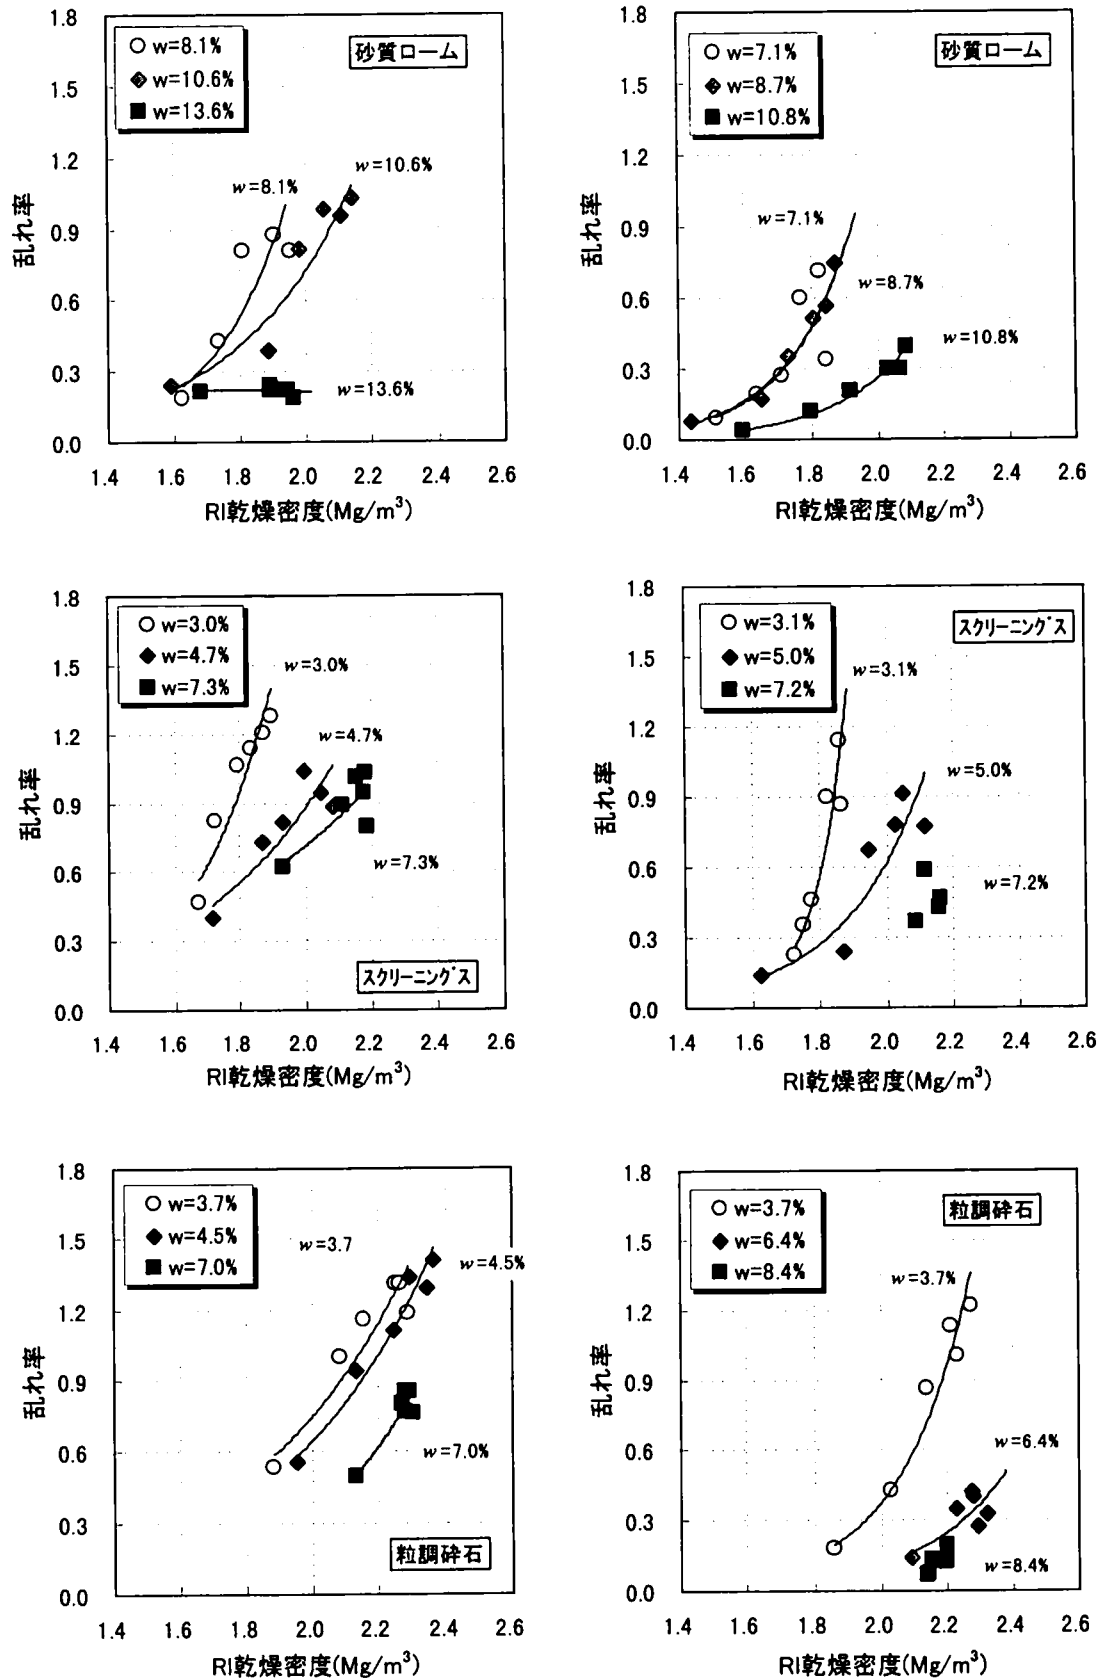 1.8
1.5
1.2
0.9
0.6
0.3
0.0
乱れ率
w=8.1%
w=10.6%
w=13.6%
砂質ローム
w=8.1%
w=10.6%
w=13.6%
1.4 1.6 1.8 2.0 2.2 2.4 2.6
RI乾燥密度(Mg/m³)
1.8
1.5
1.2
0.9
0.6
0.3
0.0
乱れ率
w=7.1%
w=8.7%
w=10.8%
砂質ローム
w=7.1%
w=8.7%
w=10.8%
1.4 1.6 1.8 2.0 2.2 2.4 2.6
RI乾燥密度(Mg/m³)
1.8
1.5
1.2
0.9
0.6
0.3
0.0
乱れ率
w=3.0%
w=4.7%
w=7.3%
w=3.0%
w=4.7%
w=7.3%
スクリーニングス
1.4 1.6 1.8 2.0 2.2 2.4 2.6
RI乾燥密度(Mg/m³)
1.8
1.5
1.2
0.9
0.6
0.3
0.0
乱れ率
w=3.1%
w=5.0%
w=7.2%
スクリーニングス
w=3.1%
w=5.0%
w=7.2%
1.4 1.6 1.8 2.0 2.2 2.4 2.6
RI乾燥密度(Mg/m³)
1.8
1.5
1.2
0.9
0.6
0.3
0.0
乱れ率
w=3.7%
w=4.5%
w=7.0%
w=3.7
w=4.5%
w=7.0%
粒調砕石
1.4 1.6 1.8 2.0 2.2 2.4 2.6
RI乾燥密度(Mg/m³)
1.8
1.5
1.2
0.9
0.6
0.3
0.0
乱れ率
w=3.7%
w=6.4%
w=8.4%
粒調砕石
w=3.7%
w=6.4%
w=8.4%
1.4 1.6 1.8 2.0 2.2 2.4 2.6
RI乾燥密度(Mg/m³)